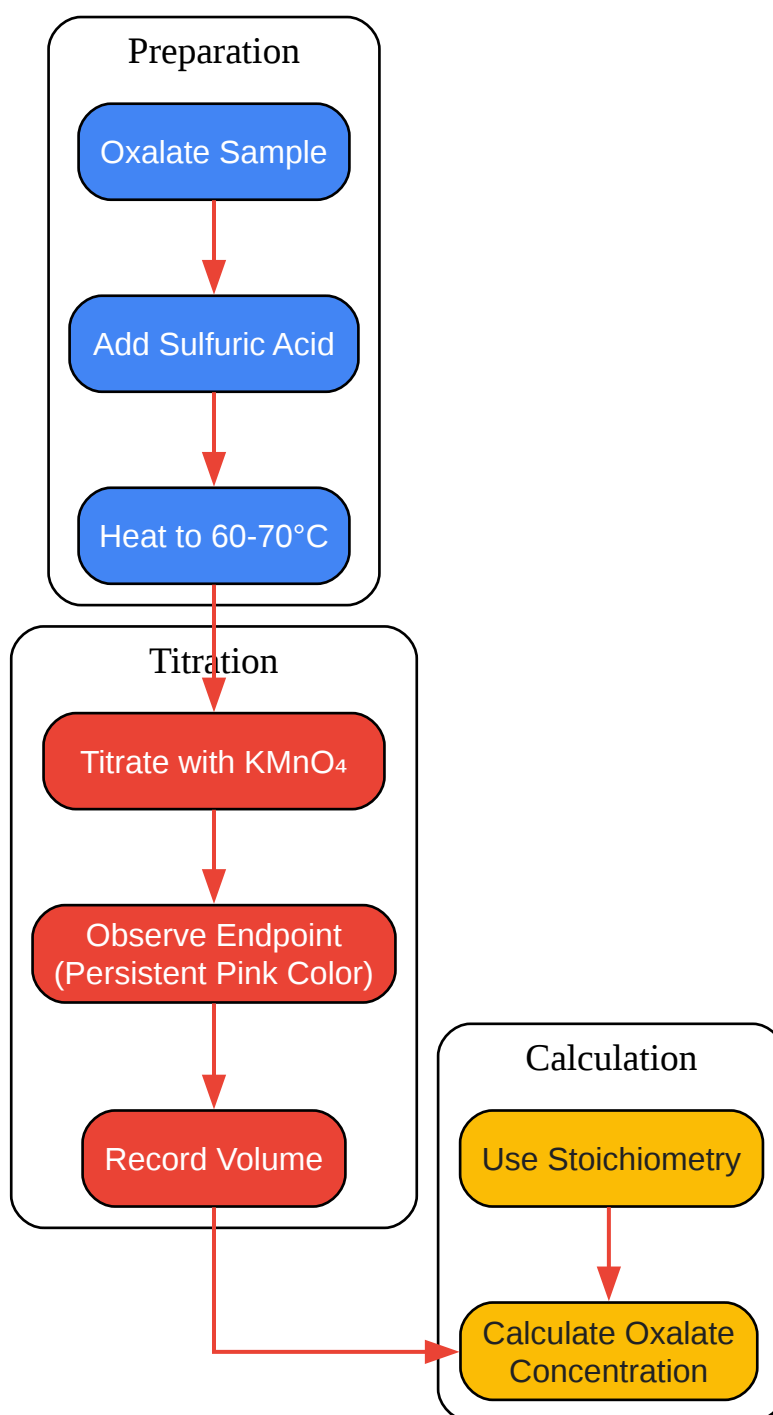 Preparation
Oxalate Sample
Add Sulfuric Acid
Heat to 60-70°C
Titration
Titrate with KMnO₄
Observe Endpoint
(Persistent Pink Color)
Record Volume
Calculation
Use Stoichiometry
Calculate Oxalate
Concentration